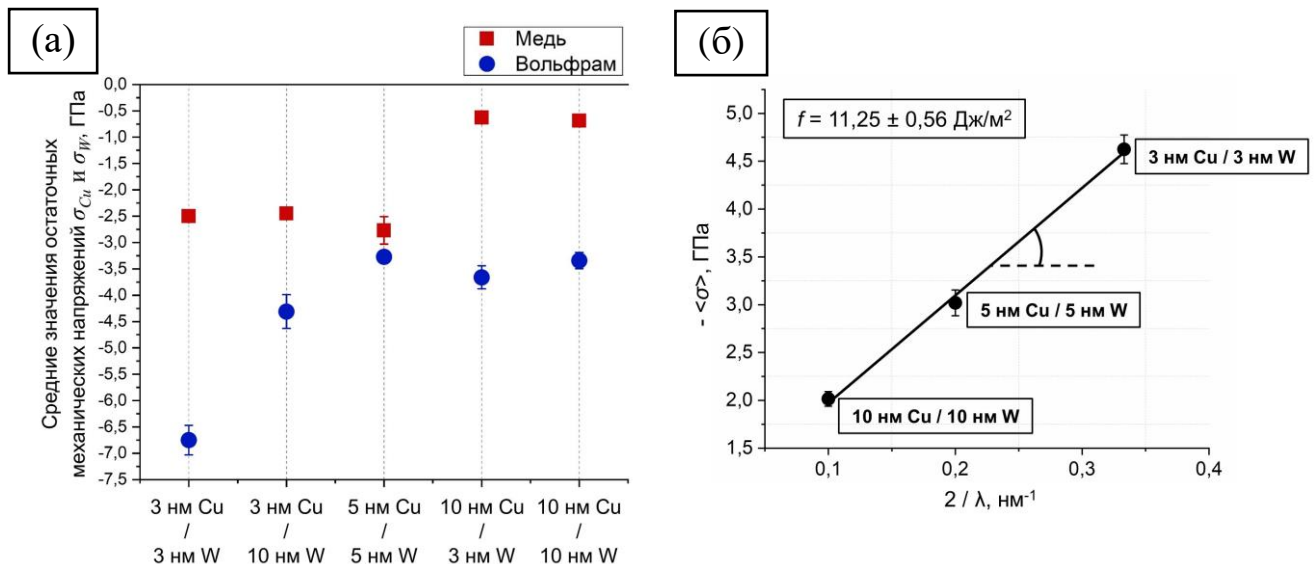 (а)
Медь
Вольфрам
Средние значения остаточных
механических напряжений σCu и σW, ГПа
0,0
-0,5
-1,0
-1,5
-2,0
-2,5
-3,0
-3,5
-4,0
-4,5
-5,0
-5,5
-6,0
-6,5
-7,0
-7,5
3 нм Cu
/
3 нм W
3 нм Cu
/
10 нм W
5 нм Cu
/
5 нм W
10 нм Cu
/
3 нм W
10 нм Cu
/
10 нм W
(б)
f = 11,25 ± 0,56 Дж/м²
- <σ>, ГПа
5,0
4,5
4,0
3,5
3,0
2,5
2,0
1,5
3 нм Cu / 3 нм W
5 нм Cu / 5 нм W
10 нм Cu / 10 нм W
0,1
0,2
0,3
0,4
2 / λ, нм⁻¹